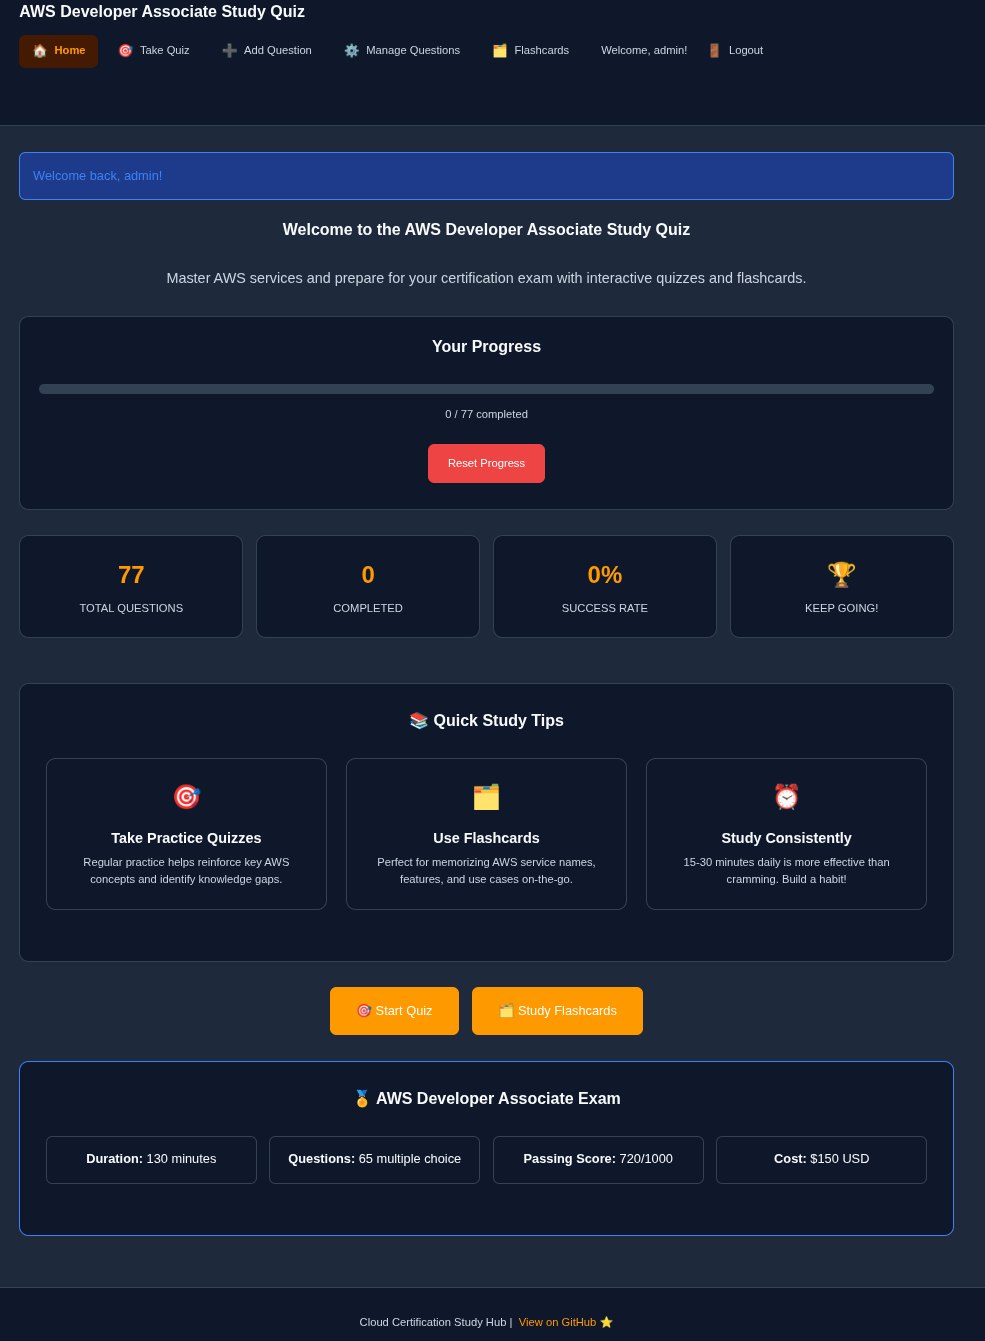 AWS Developer Associate Study Quiz
🏠 Home 🎯 Take Quiz ➕ Add Question ⚙️ Manage Questions 🗂️ Flashcards Welcome, admin! 🚪 Logout
Welcome back, admin!
Welcome to the AWS Developer Associate Study Quiz
Master AWS services and prepare for your certification exam with interactive quizzes and flashcards.
Your Progress
0 / 77 completed
Reset Progress
77 0 0% 🏆
TOTAL QUESTIONS COMPLETED SUCCESS RATE KEEP GOING!
📚 Quick Study Tips
🎯
Take Practice Quizzes
Regular practice helps reinforce key AWS
concepts and identify knowledge gaps.
🗂️
Use Flashcards
Perfect for memorizing AWS service names,
features, and use cases on-the-go.
⏰
Study Consistently
15-30 minutes daily is more effective than
cramming. Build a habit!
🎯 Start Quiz 🗂️ Study Flashcards
🏅 AWS Developer Associate Exam
Duration: 130 minutes Questions: 65 multiple choice Passing Score: 720/1000 Cost: $150 USD
Cloud Certification Study Hub | View on GitHub ⭐